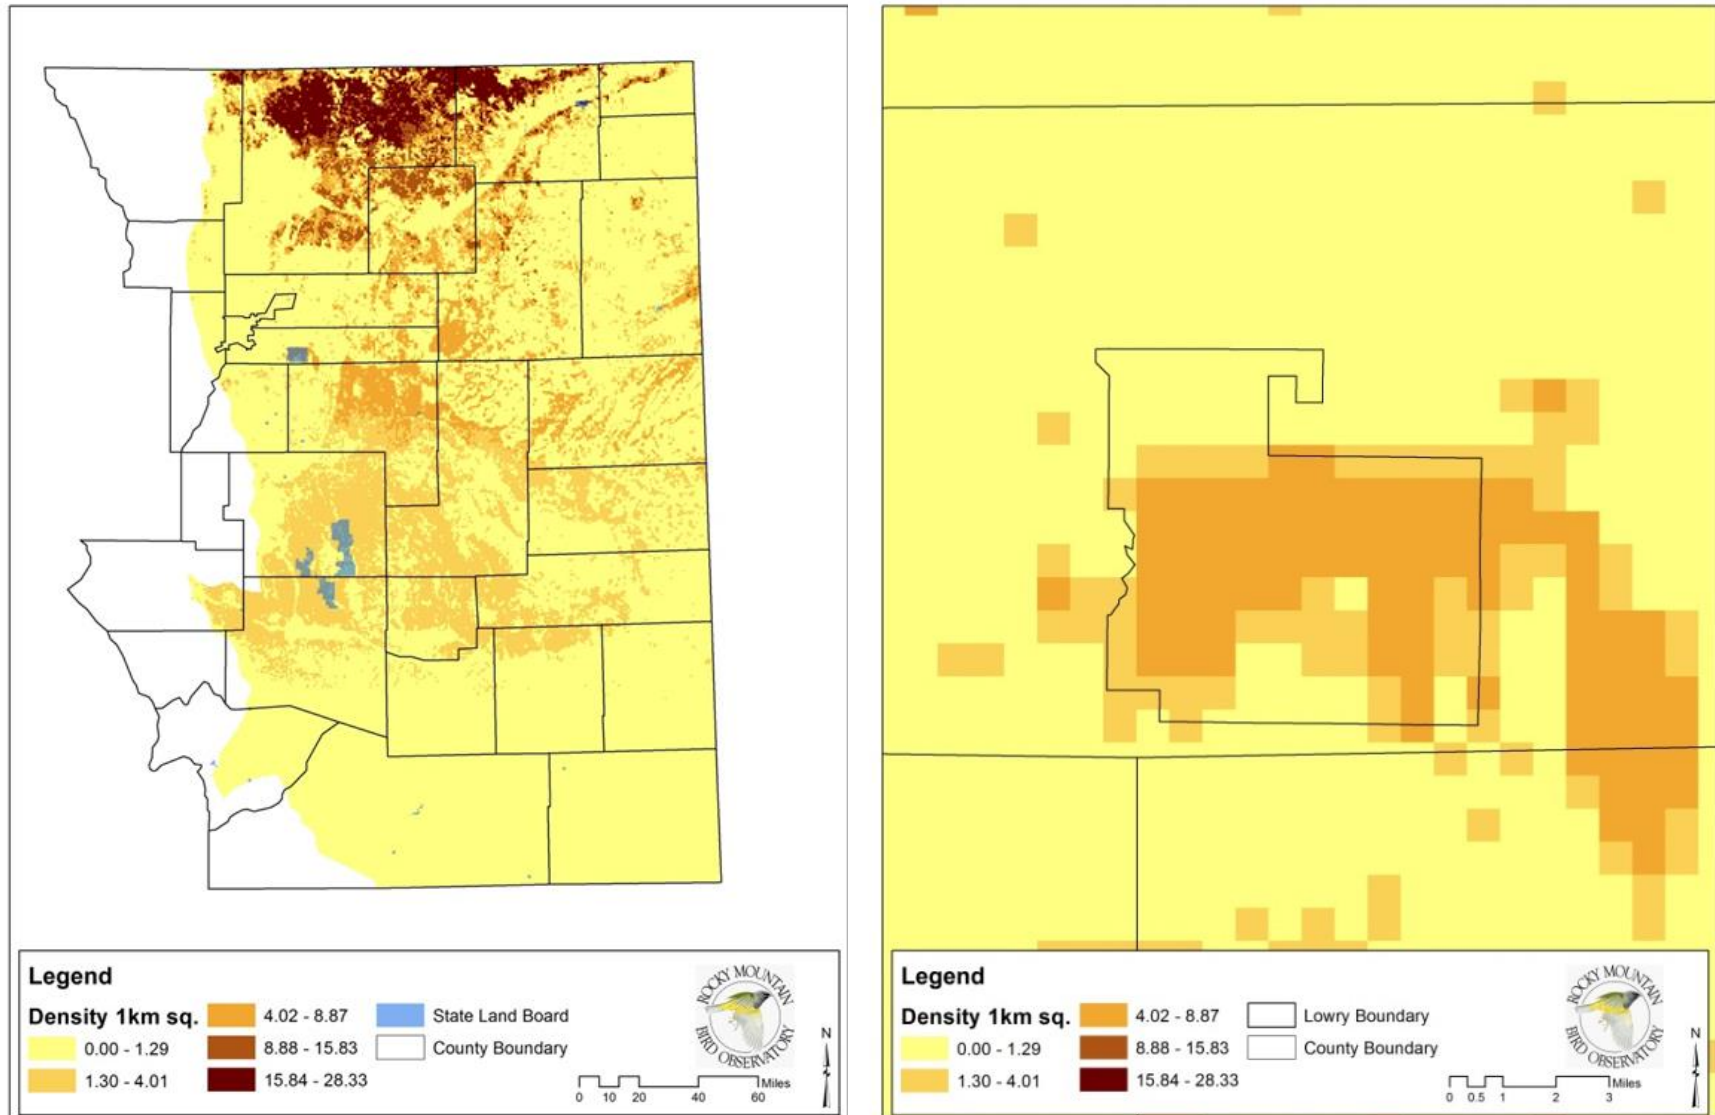 Legend
Density 1km sq.
0.00 - 1.29
1.30 - 4.01
4.02 - 8.87
8.88 - 15.83
15.84 - 28.33
State Land Board
County Boundary
ROCKY MOUNTAIN
BIRD OBSERVATORY
N
Miles
0 10 20 40 60
Legend
Density 1km sq.
0.00 - 1.29
1.30 - 4.01
4.02 - 8.87
8.88 - 15.83
15.84 - 28.33
Lowry Boundary
County Boundary
ROCKY MOUNTAIN
BIRD OBSERVATORY
N
Miles
0 0.5 1 2 3